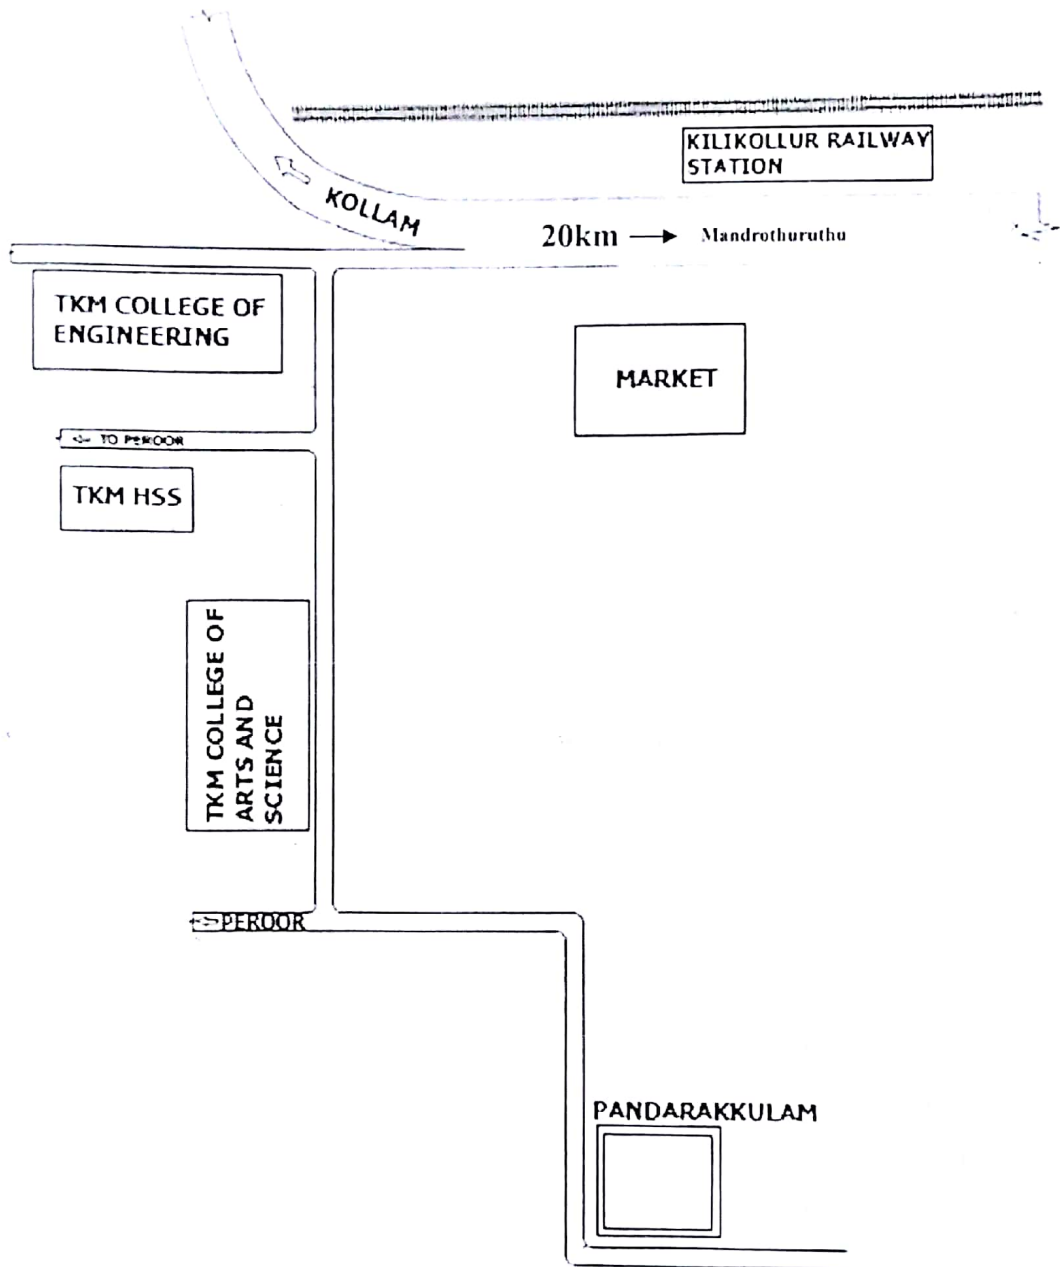 KILIKOLLUR RAILWAY
STATION
KOLLAM
20km
Mandrothuruthu
TKM COLLEGE OF
ENGINEERING
MARKET
TO PEROOR
TKM HSS
TKM COLLEGE OF
ARTS AND
SCIENCE
PEROOR
PANDARAKKULAM